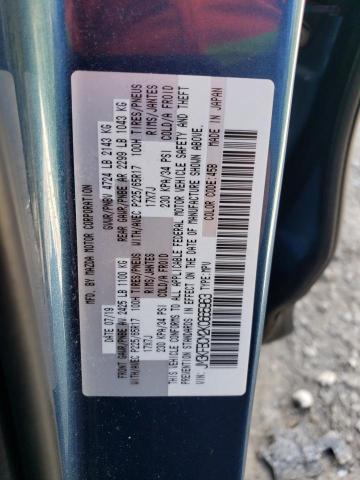 MFD. BY MAZDA MOTOR CORPORATION
DATE 07/19 GVWR/PNBV 4724 LB 2143 KG
FRONT GAWR/PNBE AV 2425 LB 1100 KG REAR GAWR/PNBE AR 2299 LB 1043 KG
WITH/AVEC P225/65R17 100H TIRES/PNEUS WITH/AVEC P225/65R17 100H TIRES/PNEUS
17X7J RIMS/JANTES 17X7J RIMS/JANTES
230 KPA/34 PSI COLD/A FROID 230 KPA/34 PSI COLD/A FROID
THIS VEHICLE CONFORMS TO ALL APPLICABLE FEDERAL MOTOR VEHICLE SAFETY AND THEFT
PREVENTION STANDARDS IN EFFECT ON THE DATE OF MANUFACTURE SHOWN ABOVE.
TYPE:MPV COLOR CODE:45B MADE IN JAPAN